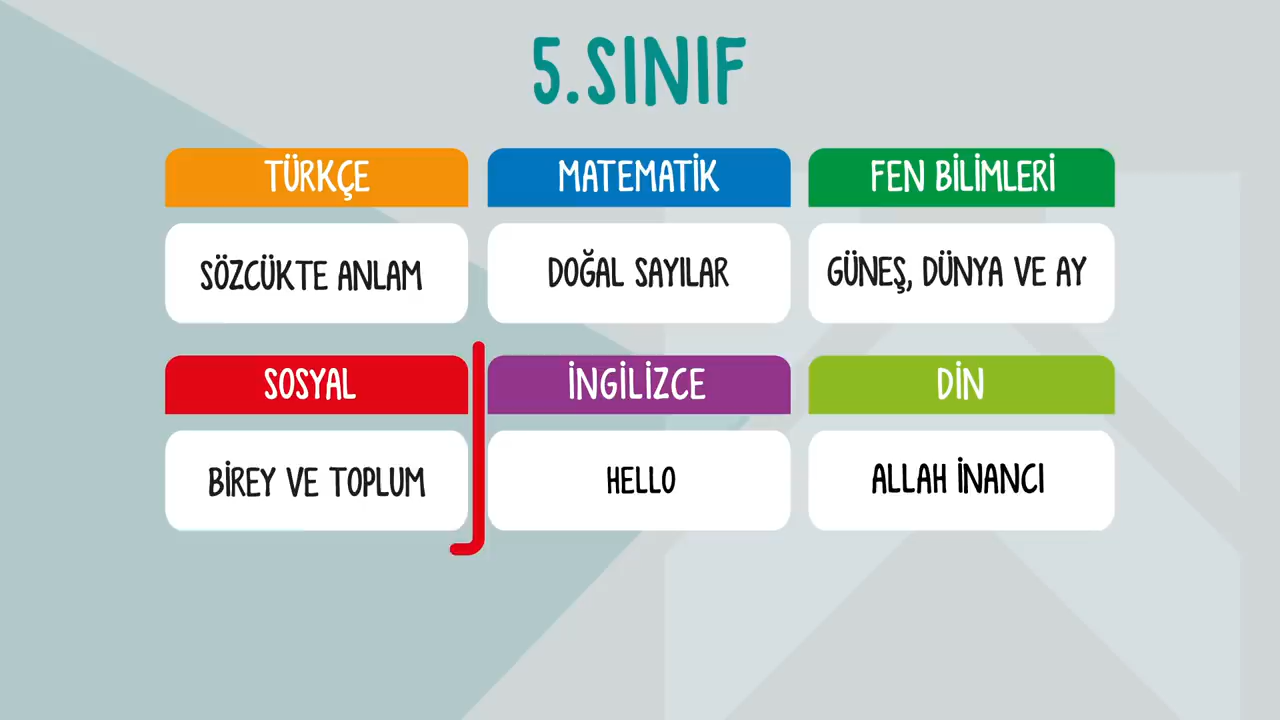 5.SINIF
TÜRKÇE
SÖZCÜKTE ANLAM
MATEMATİK
DOĞAL SAYILAR
FEN BİLİMLERİ
GÜNEŞ, DÜNYA VE AY
SOSYAL
BİREY VE TOPLUM
İNGİLİZCE
HELLO
DİN
ALLAH İNANCI